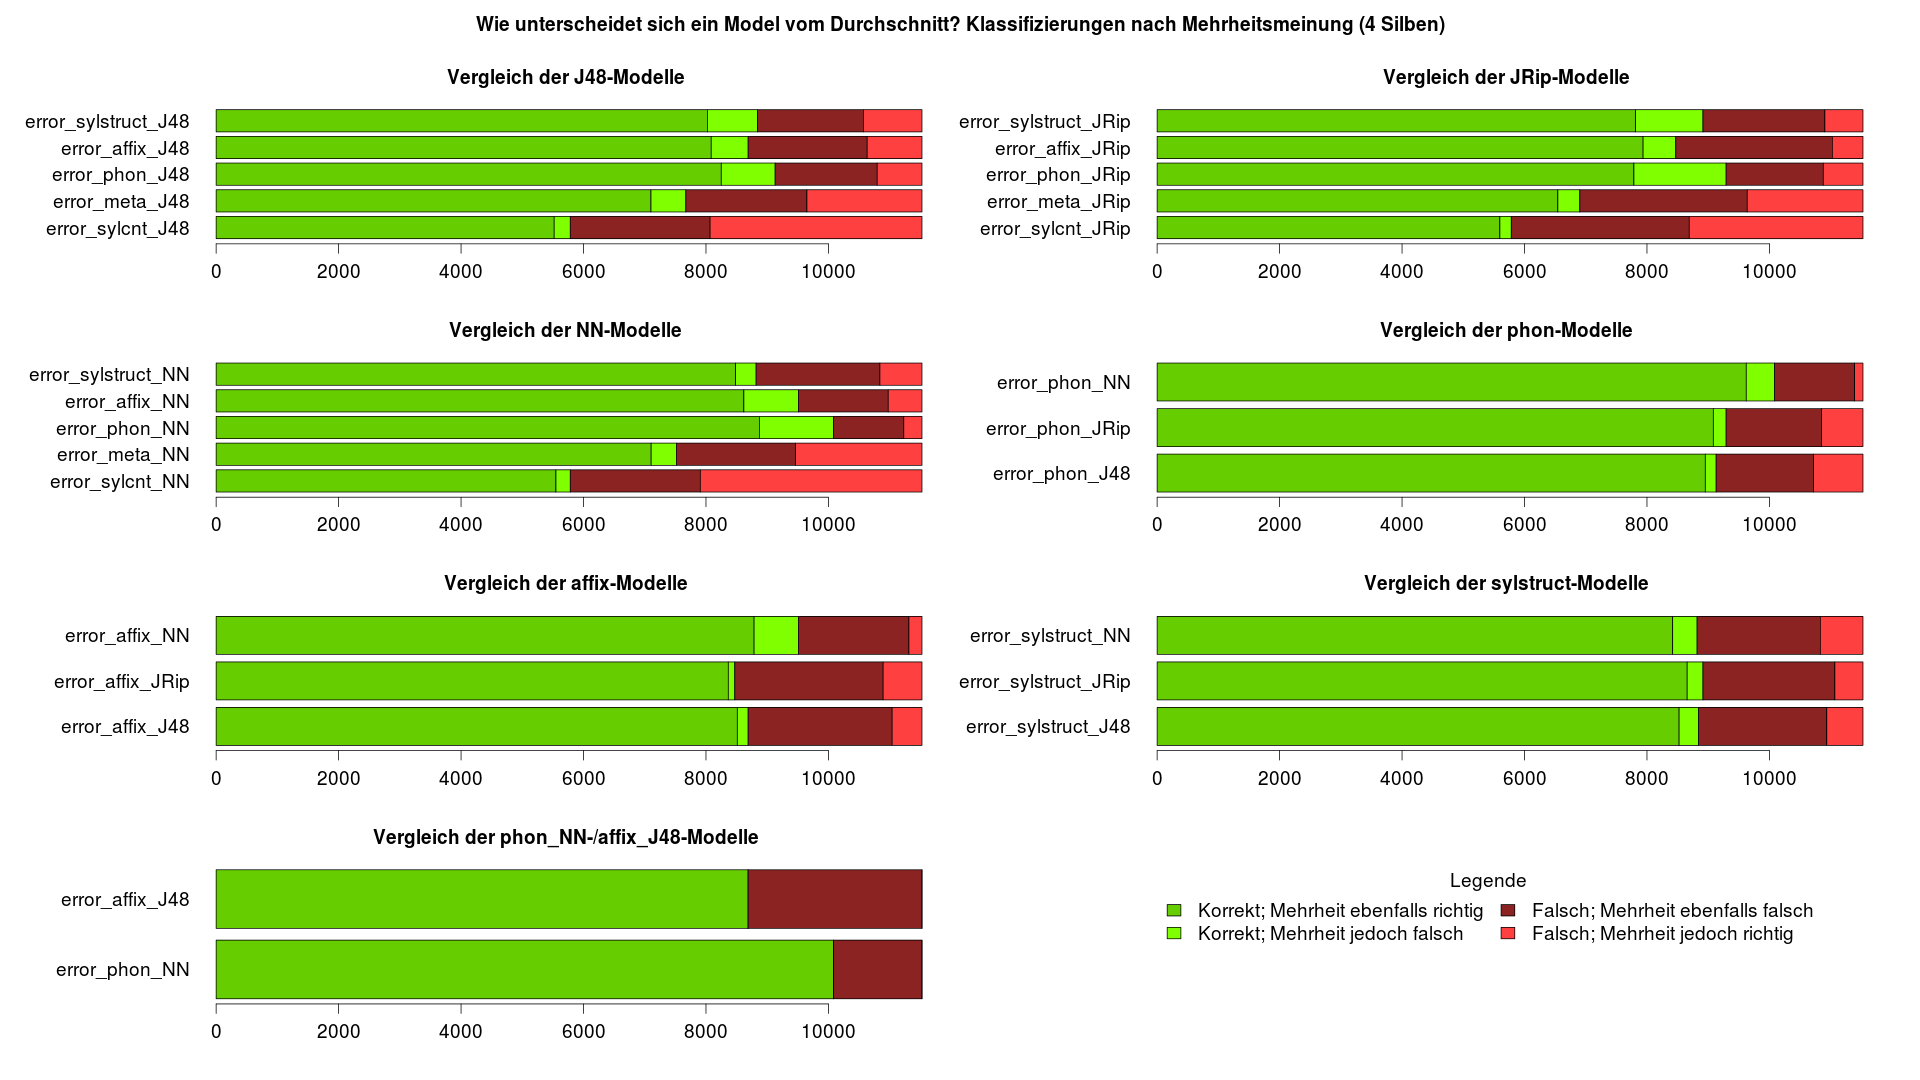 Wie unterscheidet sich ein Model vom Durchschnitt? Klassifizierungen nach Mehrheitsmeinung (4 Silben)
Vergleich der J48-Modelle
error_sylstruct_J48
error_affix_J48
error_phon_J48
error_meta_J48
error_sylcnt_J48
0 2000 4000 6000 8000 10000
Vergleich der JRip-Modelle
error_sylstruct_JRip
error_affix_JRip
error_phon_JRip
error_meta_JRip
error_sylcnt_JRip
0 2000 4000 6000 8000 10000
Vergleich der NN-Modelle
error_sylstruct_NN
error_affix_NN
error_phon_NN
error_meta_NN
error_sylcnt_NN
0 2000 4000 6000 8000 10000
Vergleich der phon-Modelle
error_phon_NN
error_phon_JRip
error_phon_J48
0 2000 4000 6000 8000 10000
Vergleich der affix-Modelle
error_affix_NN
error_affix_JRip
error_affix_J48
0 2000 4000 6000 8000 10000
Vergleich der sylstruct-Modelle
error_sylstruct_NN
error_sylstruct_JRip
error_sylstruct_J48
0 2000 4000 6000 8000 10000
Vergleich der phon_NN-/affix_J48-Modelle
error_affix_J48
error_phon_NN
0 2000 4000 6000 8000 10000
Legende
Korrekt; Mehrheit ebenfalls richtig Falsch; Mehrheit ebenfalls falsch
Korrekt; Mehrheit jedoch falsch Falsch; Mehrheit jedoch richtig